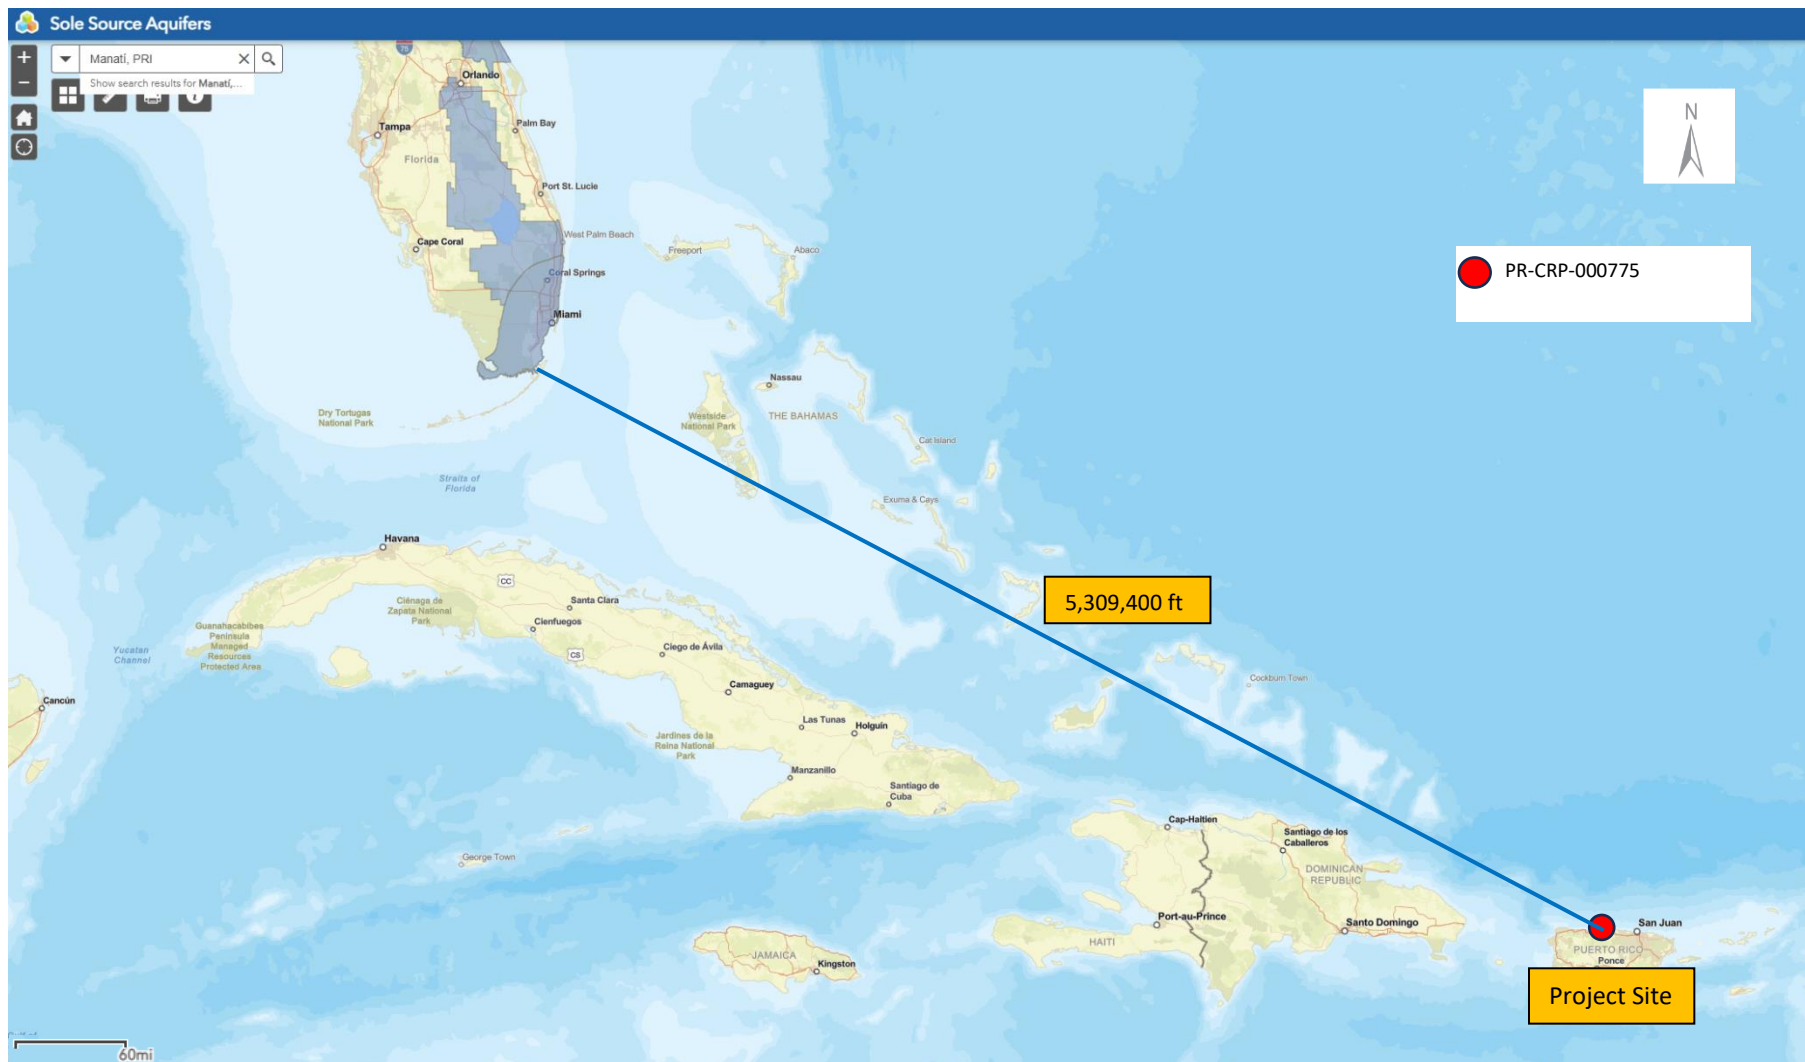 Sole Source Aquifers
+
Manatí, PRI
Show search results for Manatí,...
−
75
Orlando
Tampa
Palm Bay
Florida
Port St. Lucie
West Palm Beach
Cape Coral
Coral Springs
Miami
Freeport
Abaco
N
PR-CRP-000775
Nassau
THE BAHAMAS
Westside
National Park
Dry Tortugas
National Park
Cat Island
Straits of
Florida
Exuma & Cays
Havana
CC
Ciénaga de
Zapata National
Park
Santa Clara
Cienfuegos
5,309,400 ft
Guanahacabibes
Peninsula
Managed
Resources
Protected Area
Yucatan
Channel
CS
Ciego de Ávila
Camaguey
Cockburn Town
Cancún
Las Tunas
Holguín
Jardines de la
Reina National
Park
Manzanillo
Santiago de
Cuba
Cap-Haïtien
Santiago de los
Caballeros
George Town
DOMINICAN
REPUBLIC
Port-au-Prince
Santo Domingo
San Juan
HAITI
PUERTO RICO
Ponce
JAMAICA
Kingston
Project Site
60mi